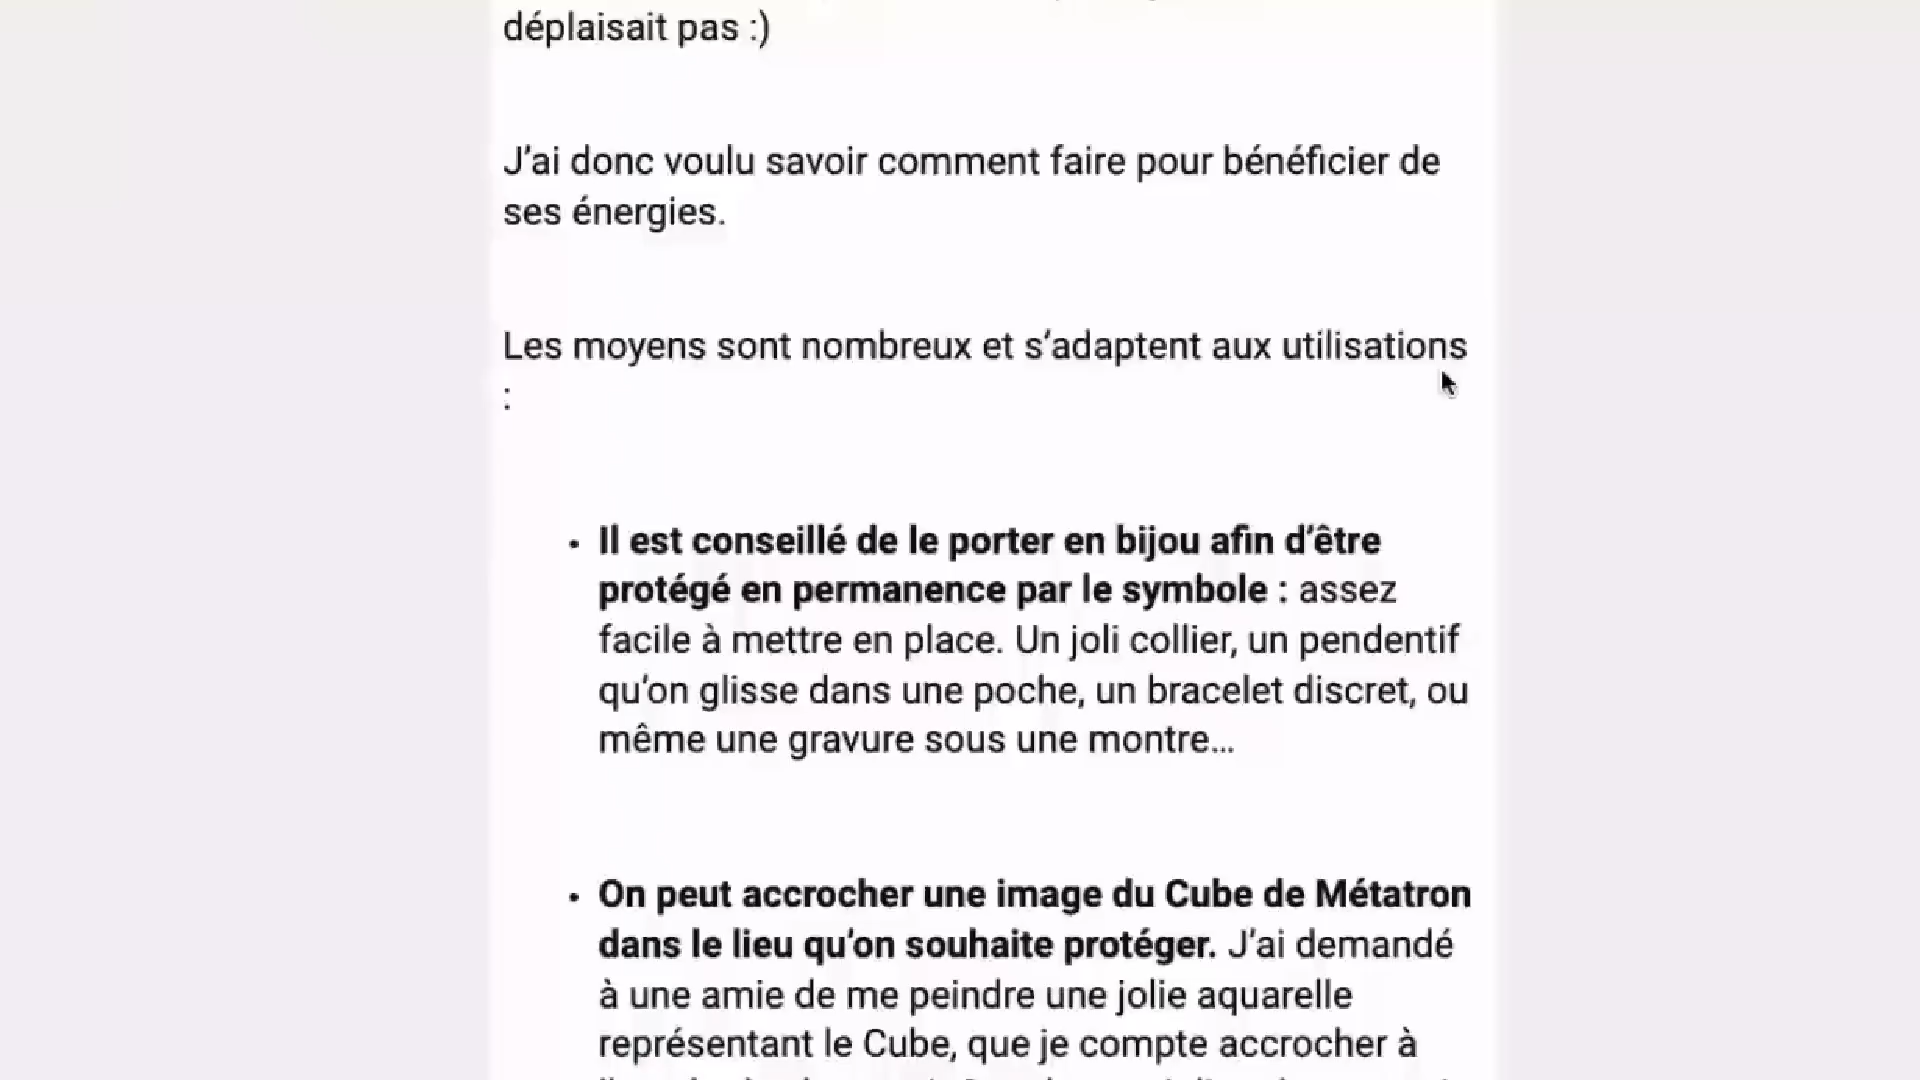 déplaisait pas :)
J’ai donc voulu savoir comment faire pour bénéficier de
ses énergies.
Les moyens sont nombreux et s’adaptent aux utilisations
:
• Il est conseillé de le porter en bijou afin d’être
protégé en permanence par le symbole : assez
facile à mettre en place. Un joli collier, un pendentif
qu’on glisse dans une poche, un bracelet discret, ou
même une gravure sous une montre...
• On peut accrocher une image du Cube de Métatron
dans le lieu qu’on souhaite protéger. J’ai demandé
à une amie de me peindre une jolie aquarelle
représentant le Cube, que je compte accrocher à